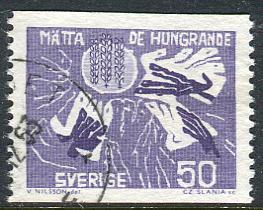 MÄTTA DE HUNGRANDE
SVERIGE 50
V. NILSSON del. CZ. SLANIA sc.